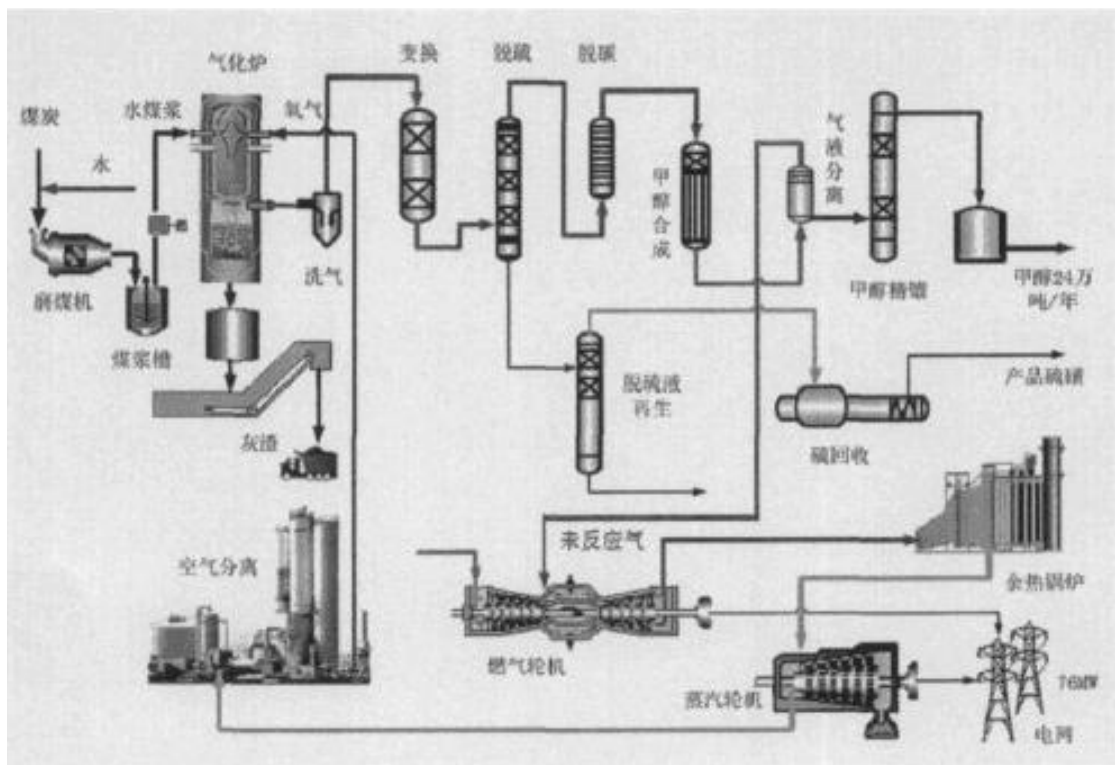 气化炉
变换
脱硫
脱碳
煤炭
水煤浆
氧气
水
气液分离
甲醇合成
洗气
磨煤机
煤浆槽
甲醇精馏
甲醇24万
吨/年
脱硫液
再生
产品硫磺
硫回收
灰渣
空气分离
未反应气
余热锅炉
燃气轮机
蒸汽轮机
76MW
电网